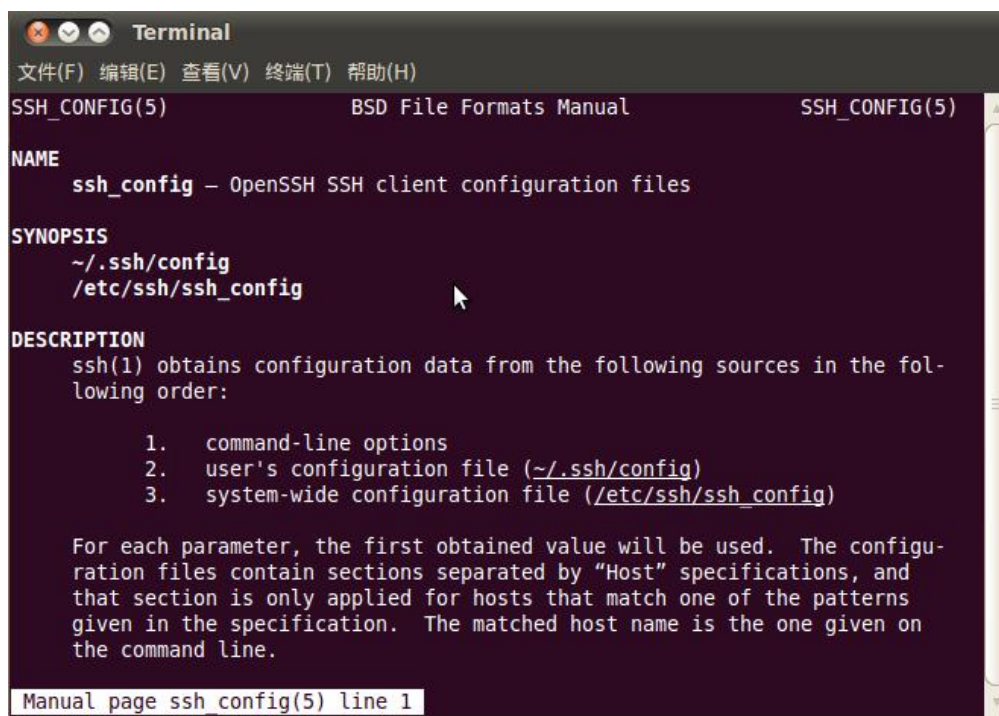 Terminal
文件(F) 编辑(E) 查看(V) 终端(T) 帮助(H)
SSH_CONFIG(5) BSD File Formats Manual SSH_CONFIG(5)
NAME
ssh_config — OpenSSH SSH client configuration files
SYNOPSIS
~/.ssh/config
/etc/ssh/ssh_config
DESCRIPTION
ssh(1) obtains configuration data from the following sources in the fol-
lowing order:
1. command-line options
2. user's configuration file (~/.ssh/config)
3. system-wide configuration file (/etc/ssh/ssh_config)
For each parameter, the first obtained value will be used. The configu-
ration files contain sections separated by “Host” specifications, and
that section is only applied for hosts that match one of the patterns
given in the specification. The matched host name is the one given on
the command line.
Manual page ssh_config(5) line 1